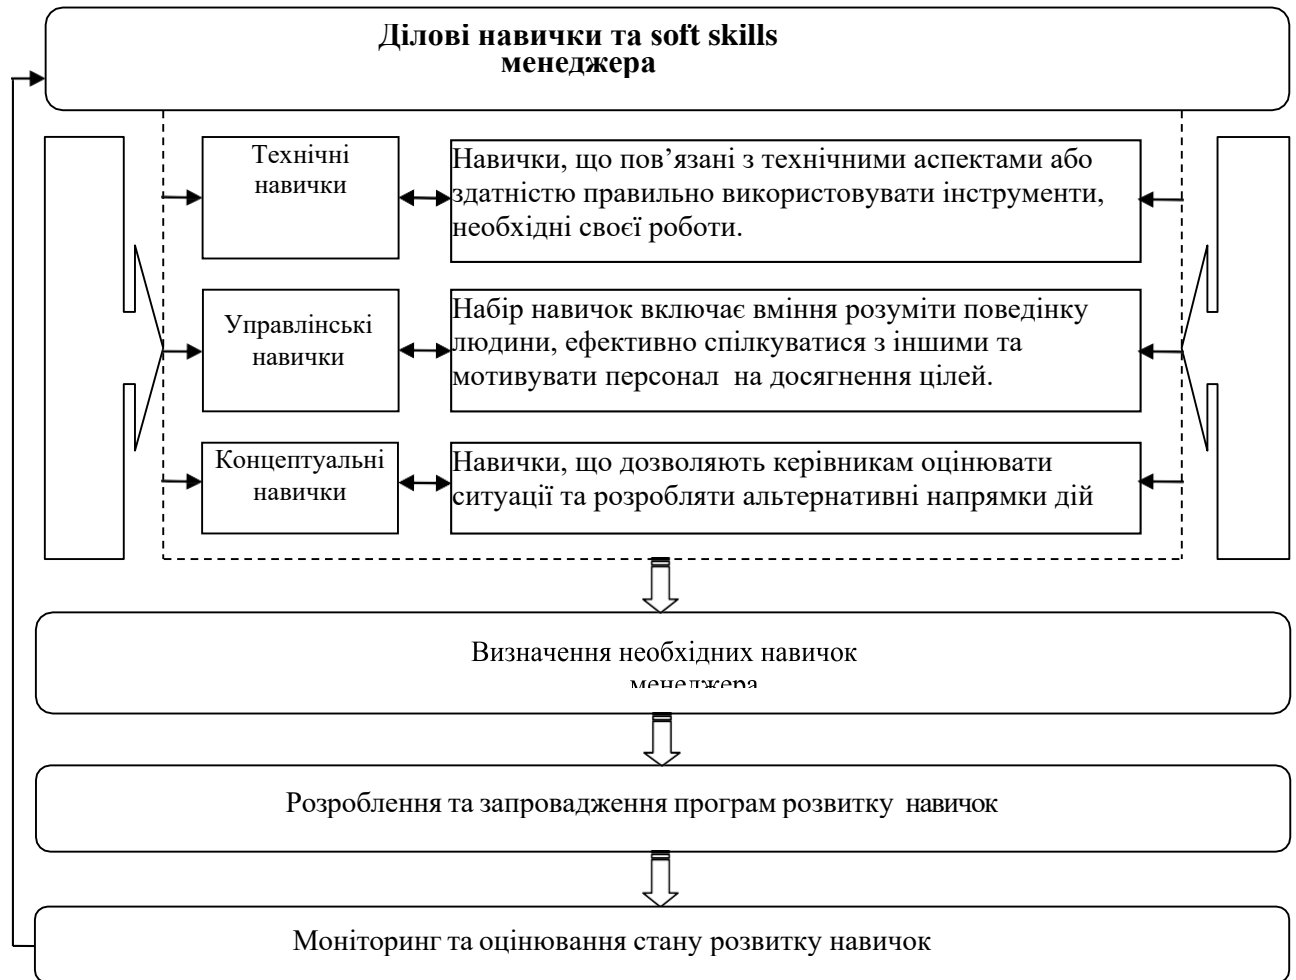 Ділові навички та soft skills
менеджера
Технічні
навички
Навички, що пов’язані з технічними аспектами або
здатністю правильно використовувати інструменти,
необхідні своєї роботи.
Управлінські
навички
Набір навичок включає вміння розуміти поведінку
людини, ефективно спілкуватися з іншими та
мотивувати персонал на досягнення цілей.
Концептуальні
навички
Навички, що дозволяють керівникам оцінювати
ситуації та розробляти альтернативні напрямки дій
Визначення необхідних навичок
менеджера
Розроблення та запровадження програм розвитку навичок
Моніторинг та оцінювання стану розвитку навичок